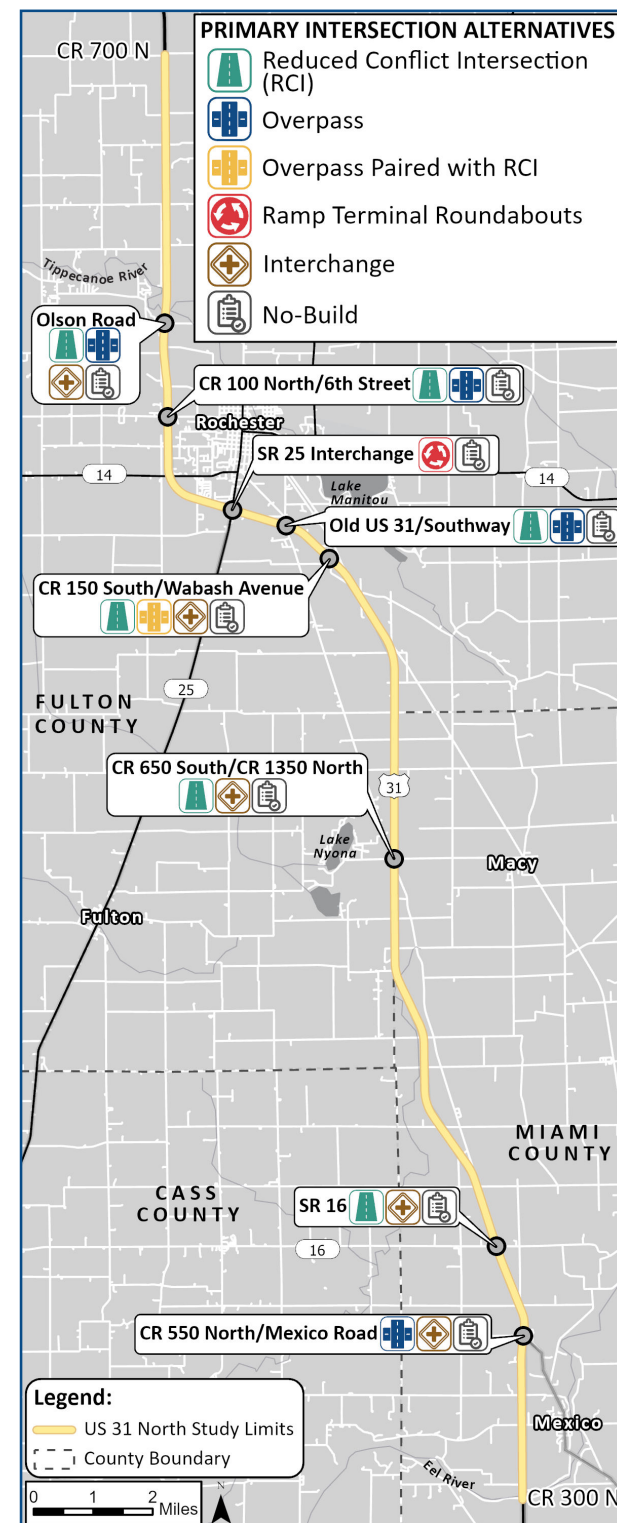 CR 700 N
PRIMARY INTERSECTION ALTERNATIVES
Reduced Conflict Intersection
(RCI)
Overpass
Overpass Paired with RCI
Ramp Terminal Roundabouts
Interchange
No-Build
Tippecanoe River
Olson Road
CR 100 North/6th Street
Rochester
SR 25 Interchange
14
14
Lake
Manitou
Old US 31/Southway
CR 150 South/Wabash Avenue
25
FULTON
COUNTY
CR 650 South/CR 1350 North
31
Lake
Nyona
Macy
Fulton
MIAMI
COUNTY
CASS
COUNTY
SR 16
16
CR 550 North/Mexico Road
Legend:
US 31 North Study Limits
County Boundary
Mexico
Eel River
0 1 2
Miles
N
CR 300 N